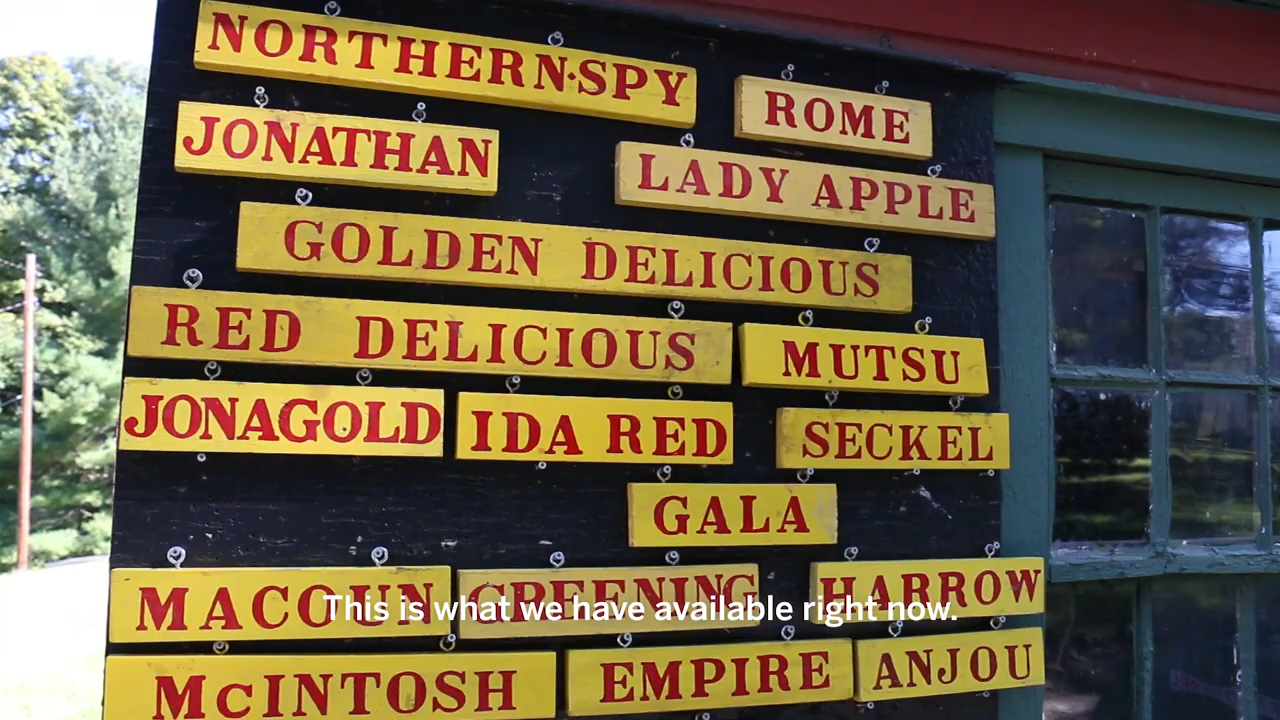 NORTHERN·SPY
ROME
JONATHAN
LADY APPLE
GOLDEN DELICIOUS
RED DELICIOUS
MUTSU
JONAGOLD
IDA RED
SECKEL
GALA
MACOUN
GREENING
HARROW
This is what we have available right now.
McINTOSH
EMPIRE
ANJOU